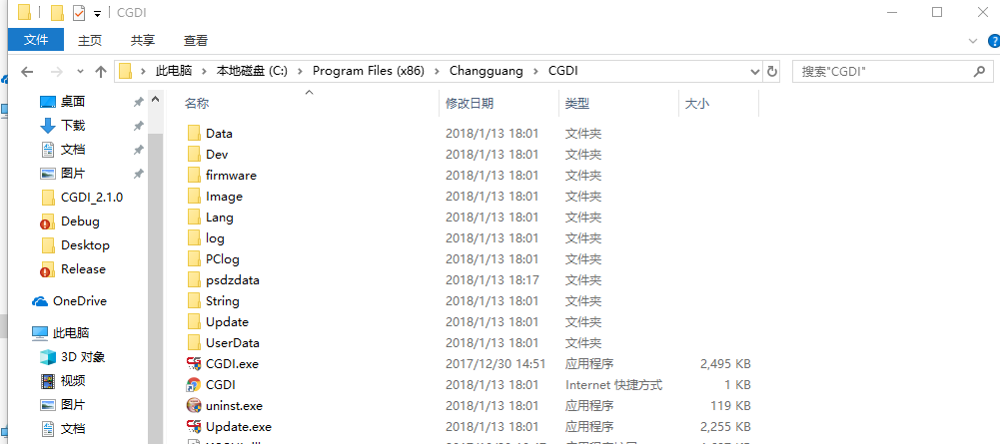 CGDI
文件 主页 共享 查看
此电脑 本地磁盘 (C:) Program Files (x86) Changguang CGDI 搜索"CGDI"
名称 修改日期 类型 大小
桌面
下载
文档
图片
CGDI_2.1.0
Debug
Desktop
Release
OneDrive
此电脑
3D 对象
视频
图片
文档
Data 2018/1/13 18:01 文件夹
Dev 2018/1/13 18:01 文件夹
firmware 2018/1/13 18:01 文件夹
Image 2018/1/13 18:01 文件夹
Lang 2018/1/13 18:01 文件夹
log 2018/1/13 18:01 文件夹
PClog 2018/1/13 18:01 文件夹
psdzdata 2018/1/13 18:17 文件夹
String 2018/1/13 18:01 文件夹
Update 2018/1/13 18:01 文件夹
UserData 2018/1/13 18:01 文件夹
CGDI.exe 2017/12/30 14:51 应用程序 2,495 KB
CGDI 2018/1/13 18:01 Internet 快捷方式 1 KB
uninst.exe 2018/1/13 18:01 应用程序 119 KB
Update.exe 2018/1/13 18:01 应用程序 2,255 KB